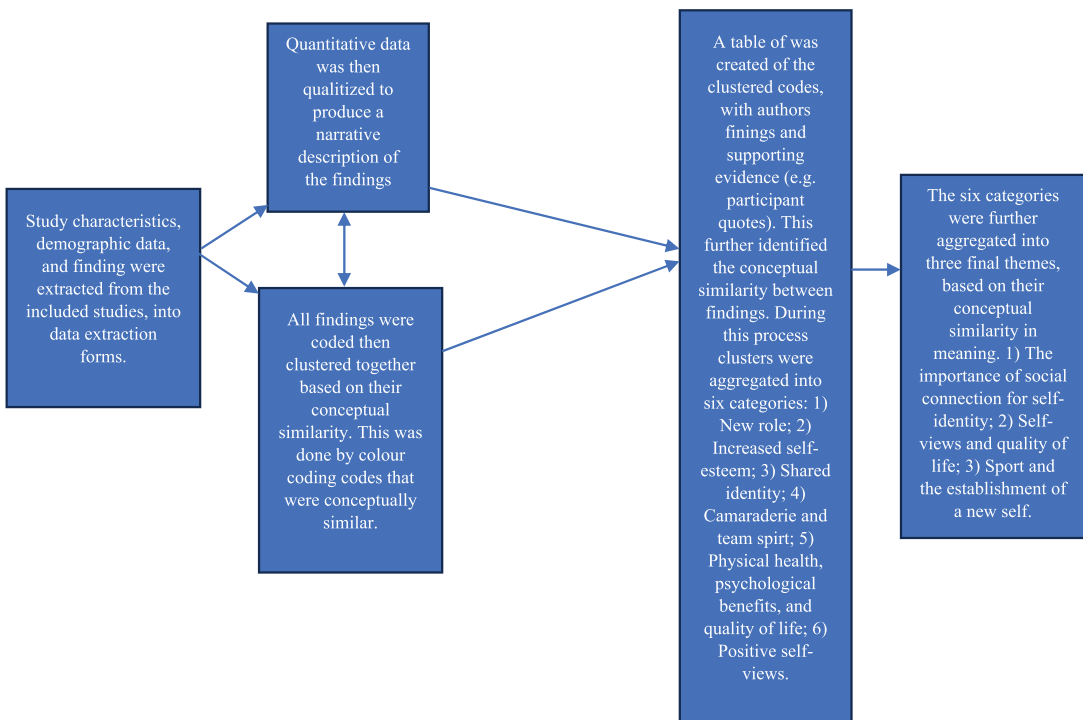 Study characteristics,
demographic data,
and finding were
extracted from the
included studies, into
data extraction
forms.
Quantitative data
was then
qualitized to
produce a
narrative
description of
the findings
All findings were
coded then
clustered together
based on their
conceptual
similarity. This was
done by colour
coding codes that
were conceptually
similar.
A table of was
created of the
clustered codes,
with authors
finings and
supporting
evidence (e.g.
participant
quotes). This
further identified
the conceptual
similarity between
findings. During
this process
clusters were
aggregated into
six categories: 1)
New role; 2)
Increased self-
esteem; 3) Shared
identity; 4)
Camaraderie and
team spirt; 5)
Physical health,
psychological
benefits, and
quality of life; 6)
Positive self-
views.
The six categories
were further
aggregated into
three final themes,
based on their
conceptual
similarity in
meaning. 1) The
importance of social
connection for self-
identity; 2) Self-
views and quality of
life; 3) Sport and
the establishment of
a new self.